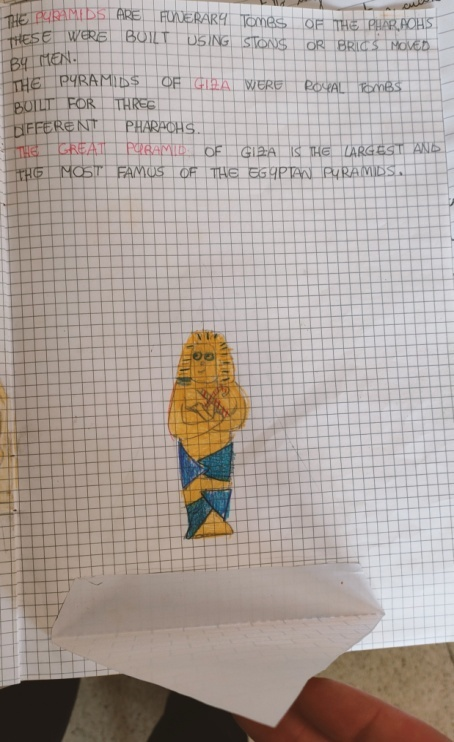 THE PYRAMIDS ARE FUNERARY TOMBS OF THE PHARAOHS
THESE WERE BUILT USING STONS OR BRICS MOVED
BY MEN.
THE PYRAMIDS OF GIZA WERE ROYAL TOMBS
BUILT FOR THREE
DIFFERENT PHARAOHS.
THE GREAT PYRAMID OF GIZA IS THE LARGEST AND
THE MOST FAMUS OF THE EGYPTAN PYRAMIDS.